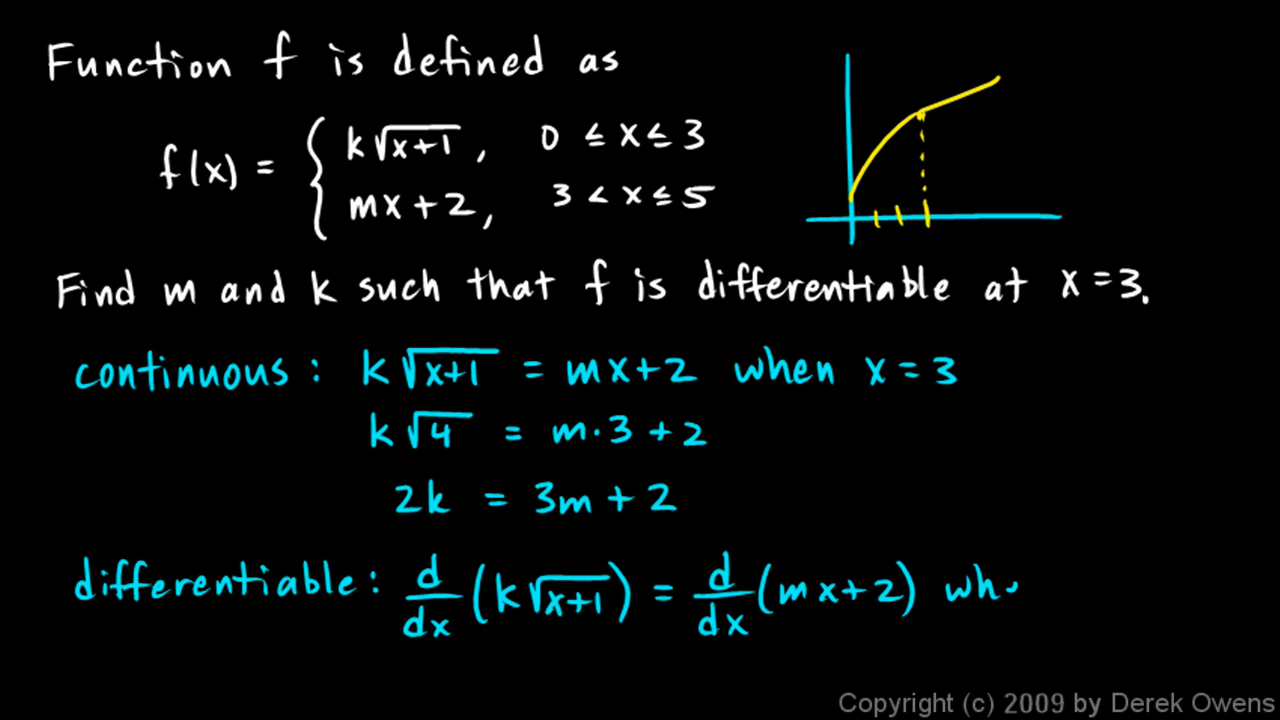 Function f is defined as
f(x) = { k√(x+1) , 0 ≤ x ≤ 3
mx + 2 , 3 < x ≤ 5
Find m and k such that f is differentiable at x = 3.
continuous : k√(x+1) = mx+2 when x = 3
k√4 = m·3 + 2
2k = 3m + 2
differentiable : d/dx (k√(x+1)) = d/dx (mx+2) wh
Copyright (c) 2009 by Derek Owens